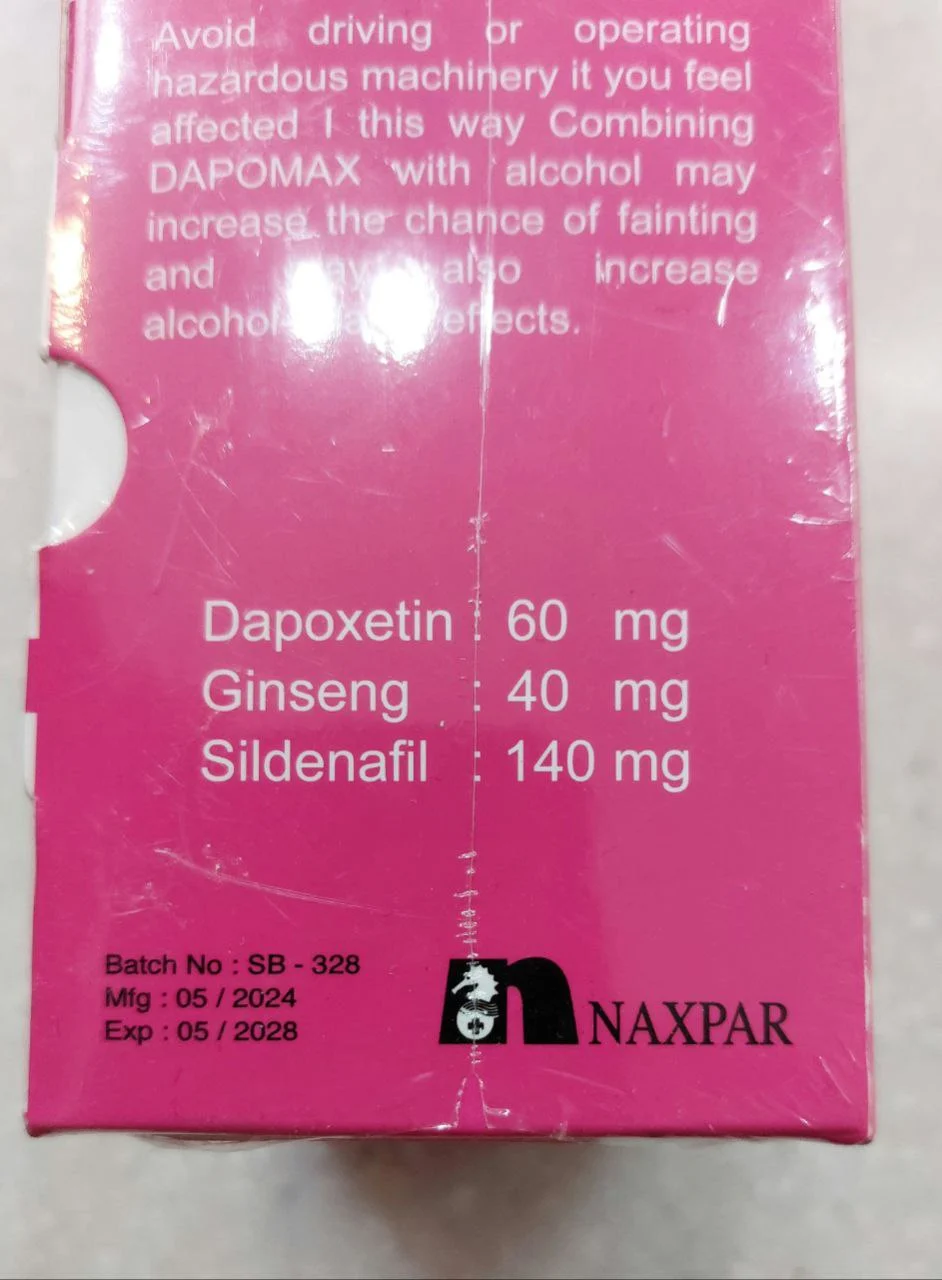 Avoid driving or operating
hazardous machinery it you feel
affected I this way Combining
DAPOMAX with alcohol may
increase the chance of fainting
and also increase
alcohol effects.
Dapoxetin : 60 mg
Ginseng : 40 mg
Sildenafil : 140 mg
Batch No : SB - 328
Mfg : 05 / 2024
Exp : 05 / 2028
n NAXPAR